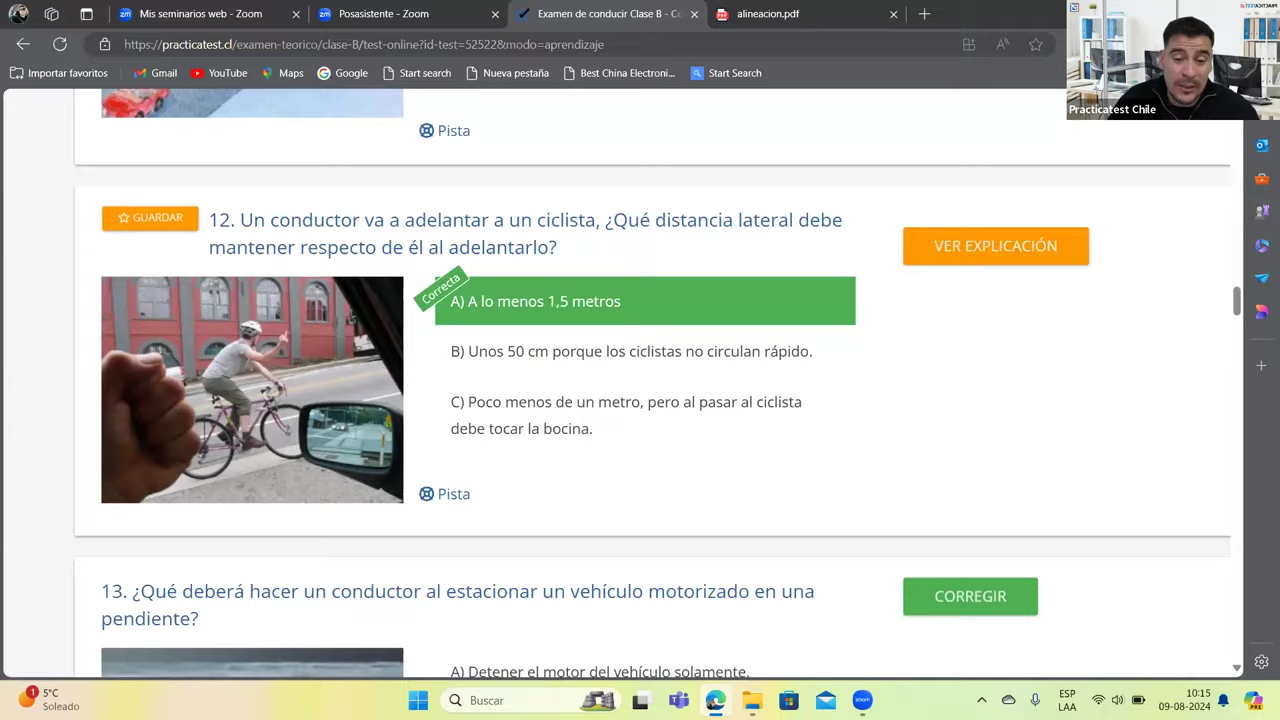 Mis seminarios web - Zoom
Posasistente - Zoom
Examen de conducir Clase B - Co
alineacion.pdf
https://practicatest.cl/examen-teorico/clase-B/test-online?id-test=52522&modo=aprendizaje
Importar favoritos
Gmail
YouTube
Maps
Google
Start search
Nueva pestaña
Best China Electroni...
Start Search
Practicatest Chile
Pista
GUARDAR
12. Un conductor va a adelantar a un ciclista, ¿Qué distancia lateral debe
mantener respecto de él al adelantarlo?
VER EXPLICACIÓN
Correcta
A) A lo menos 1,5 metros
B) Unos 50 cm porque los ciclistas no circulan rápido.
C) Poco menos de un metro, pero al pasar al ciclista
debe tocar la bocina.
Pista
13. ¿Qué deberá hacer un conductor al estacionar un vehículo motorizado en una
pendiente?
CORREGIR
A) Detener el motor del vehículo solamente.
1
5°C
Soleado
Buscar
zoom
PRE
ESP
LAA
10:15
09-08-2024